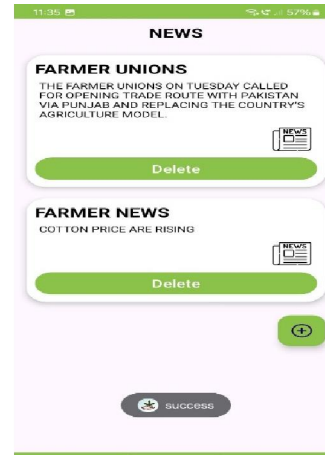 11:35 57%
NEWS
FARMER UNIONS
THE FARMER UNIONS ON TUESDAY CALLED
FOR OPENING TRADE ROUTE WITH PAKISTAN
VIA PUNJAB AND REPLACING THE COUNTRY'S
AGRICULTURE MODEL.
NEWS
Delete
FARMER NEWS
COTTON PRICE ARE RISING
NEWS
Delete
success